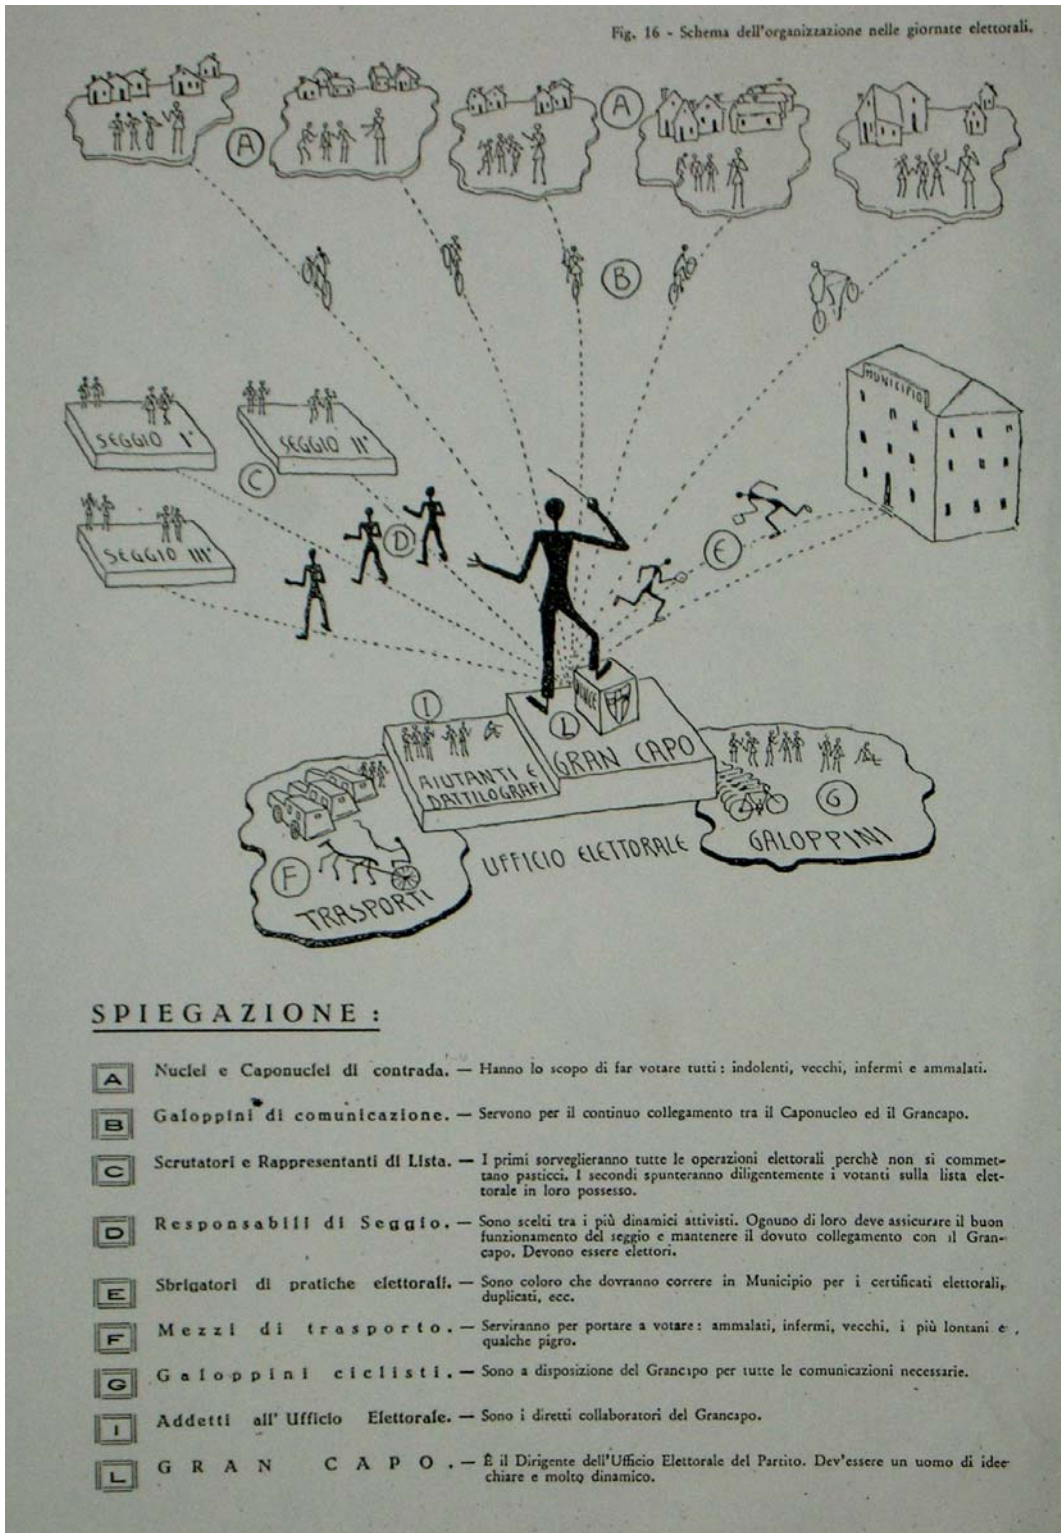 Fig. 16 - Schema dell'organizzazione nelle giornate elettorali.
A
A
B
MUNICIPIO
SEGGIO I°
SEGGIO II°
C
SEGGIO III°
D
E
I
L
VINCE
GRAN CAPO
AIUTANTI E
DATTILOGRAFI
G
GALOPPINI
UFFICIO ELETTORALE
F
TRASPORTI
SPIEGAZIONE :
A Nuclei e Caponuclei di contrada. — Hanno lo scopo di far votare tutti : indolenti, vecchi, infermi e ammalati.
B Galoppini di comunicazione. — Servono per il continuo collegamento tra il Caponucleo ed il Grancapo.
C Scrutatori e Rappresentanti di Lista. — I primi sorveglieranno tutte le operazioni elettorali perchè non si commet-
tano pasticci. I secondi spunteranno diligentemente i votanti sulla lista elet-
torale in loro possesso.
D Responsabili di Seggio. — Sono scelti tra i più dinamici attivisti. Ognuno di loro deve assicurare il buon
funzionamento del seggio e mantenere il dovuto collegamento con il Gran-
capo. Devono essere elettori.
E Sbrigatori di pratiche elettorali. — Sono coloro che dovranno correre in Municipio per i certificati elettorali,
duplicati, ecc.
F Mezzi di trasporto. — Serviranno per portare a votare : ammalati, infermi, vecchi, i più lontani e
qualche pigro.
G Galoppini ciclisti. — Sono a disposizione del Grancapo per tutte le comunicazioni necessarie.
I Addetti all'Ufficio Elettorale. — Sono i diretti collaboratori del Grancapo.
L GRAN CAPO. — È il Dirigente dell'Ufficio Elettorale del Partito. Dev'essere un uomo di idee
chiare e molto dinamico.